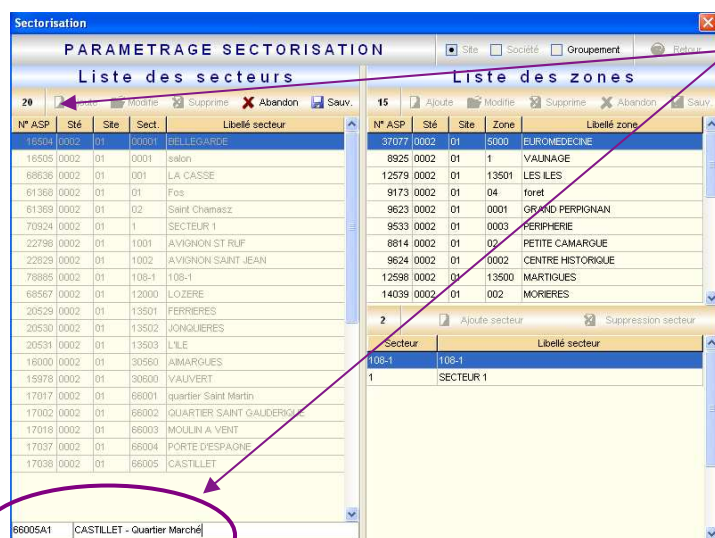 Sectorisation
PARAMETRAGE SECTORISATION
Site Société Groupement Retour
Liste des secteurs
20 Ajoute Modifie Supprime Abandon Sauv.
N° ASP Sté Site Sect. Libellé secteur
16504 0002 01 00001 BELLEGARDE
16505 0002 01 0001 salon
68636 0002 01 001 LA CASSE
61368 0002 01 01 Fos
61369 0002 01 02 Saint Chamasz
70924 0002 01 1 SECTEUR 1
22798 0002 01 1001 AVIGNON ST RUF
22829 0002 01 1002 AVIGNON SAINT JEAN
78885 0002 01 108-1 108-1
68567 0002 01 12000 LOZERE
20529 0002 01 13501 FERRIERES
20530 0002 01 13502 JONQUIERES
20531 0002 01 13503 L'ILE
16000 0002 01 30560 AIMARGUES
15978 0002 01 30600 VAUVERT
17017 0002 01 66001 quartier Saint Martin
17002 0002 01 66002 QUARTIER SAINT GAUDERIQUE
17018 0002 01 66003 MOULIN A VENT
17037 0002 01 66004 PORTE D'ESPAGNE
17038 0002 01 66005 CASTILLET
66005A1 CASTILLET - Quartier Marché
Liste des zones
15 Ajoute Modifie Supprime Abandon Sauv.
N° ASP Sté Site Zone Libellé zone
37077 0002 01 5000 EUROMEDECINE
8925 0002 01 1 VAUNAGE
12579 0002 01 13501 LES ILES
9173 0002 01 04 foret
9623 0002 01 0001 GRAND PERPIGNAN
9533 0002 01 0003 PERIPHERIE
8814 0002 01 02 PETITE CAMARGUE
9624 0002 01 0002 CENTRE HISTORIQUE
12598 0002 01 13500 MARTIGUES
14039 0002 01 002 MORIERES
2 Ajoute secteur Suppression secteur
Secteur Libellé secteur
108-1 108-1
1 SECTEUR 1